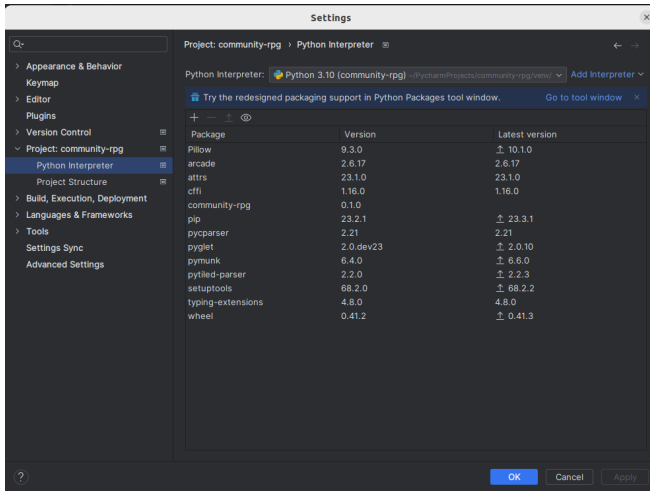 Settings
Project: community-rpg › Python Interpreter
Python Interpreter: Python 3.10 (community-rpg) ~/PycharmProjects/community-rpg/venv/ Add Interpreter
Try the redesigned packaging support in Python Packages tool window. Go to tool window
Appearance & Behavior
Keymap
Editor
Plugins
Version Control
Project: community-rpg
Python Interpreter
Project Structure
Build, Execution, Deployment
Languages & Frameworks
Tools
Settings Sync
Advanced Settings
Package Version Latest version
Pillow 9.3.0 10.1.0
arcade 2.6.17 2.6.17
attrs 23.1.0 23.1.0
cffi 1.16.0 1.16.0
community-rpg 0.1.0
pip 23.2.1 23.3.1
pycparser 2.21 2.21
pyglet 2.0.dev23 2.0.10
pymunk 6.4.0 6.6.0
pytiled-parser 2.2.0 2.2.3
setuptools 68.2.0 68.2.2
typing-extensions 4.8.0 4.8.0
wheel 0.41.2 0.41.3
? OK Cancel Apply